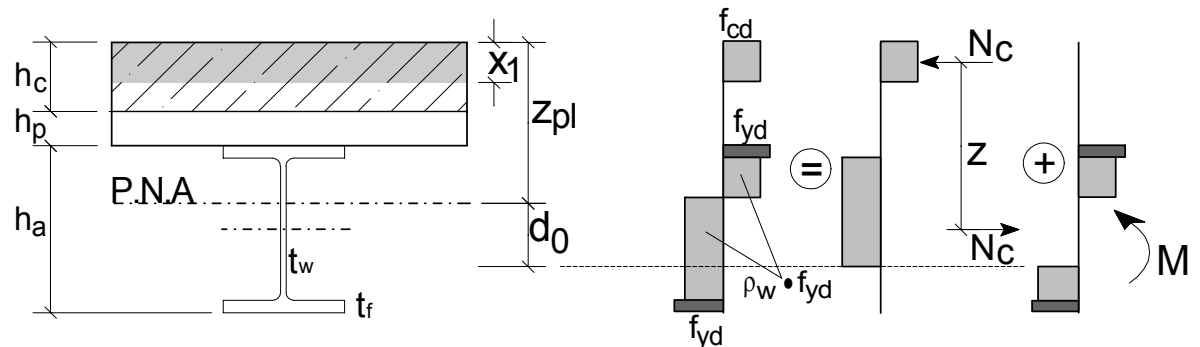 h_c
h_p
h_a
P.N.A
t_w
t_f
x_1
z_pl
d_0
f_cd
f_yd
ρ_w • f_yd
f_yd
=
N_c
z
N_c
+
M